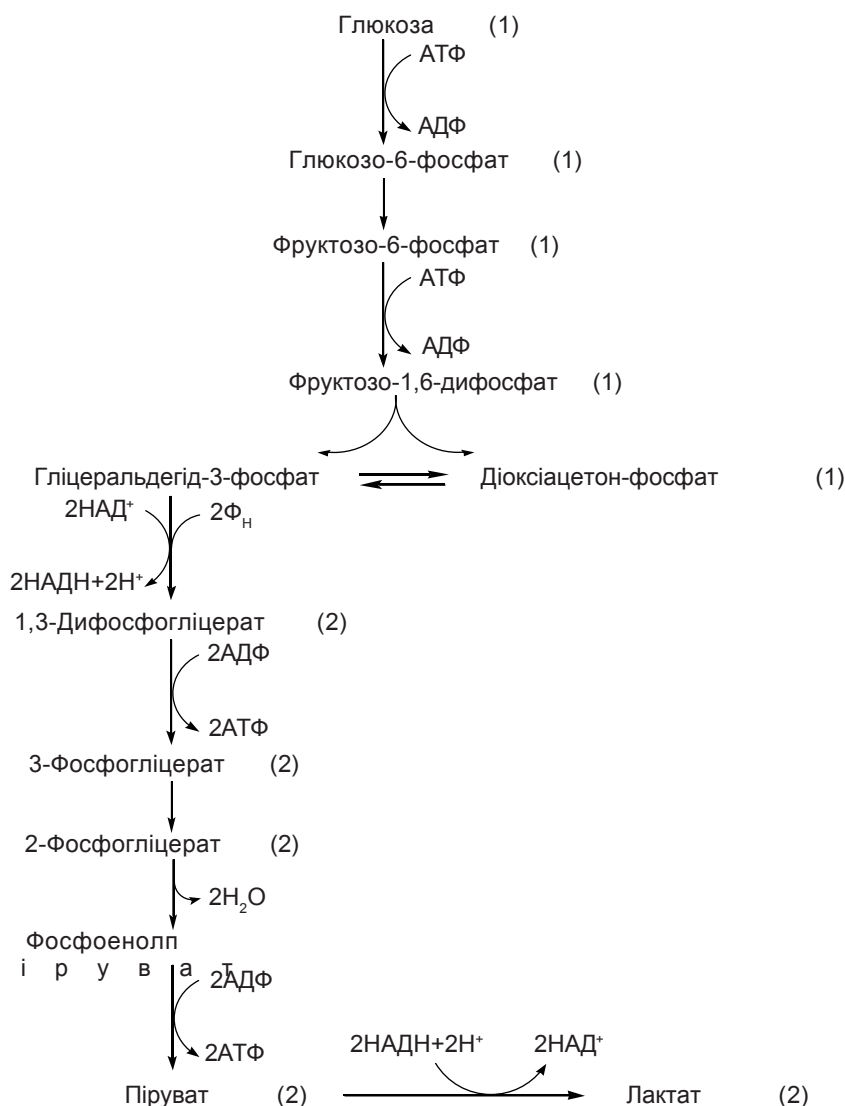 Глюкоза (1)
АТФ
АДФ
Глюкозо-6-фосфат (1)
Фруктозо-6-фосфат (1)
АТФ
АДФ
Фруктозо-1,6-дифосфат (1)
Гліцеральдегід-3-фосфат Діоксіацетон-фосфат (1)
2НАД⁺ 2Ф_Н
2НАДН+2Н⁺
1,3-Дифосфогліцерат (2)
2АДФ
2АТФ
3-Фосфогліцерат (2)
2-Фосфогліцерат (2)
2H₂O
Фосфоенолп
і р у в а т
2АДФ
2АТФ
2НАДН+2Н⁺ 2НАД⁺
Піруват (2) Лактат (2)